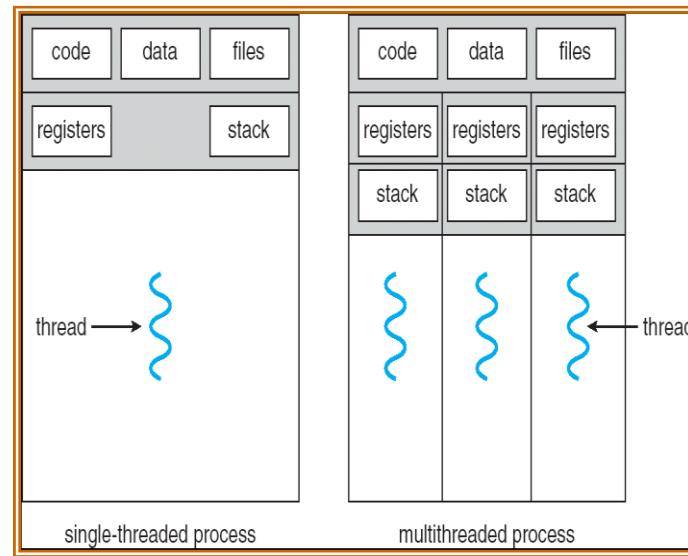 code data files
registers stack
thread
single-threaded process
code data files
registers registers registers
stack stack stack
thread
multithreaded process